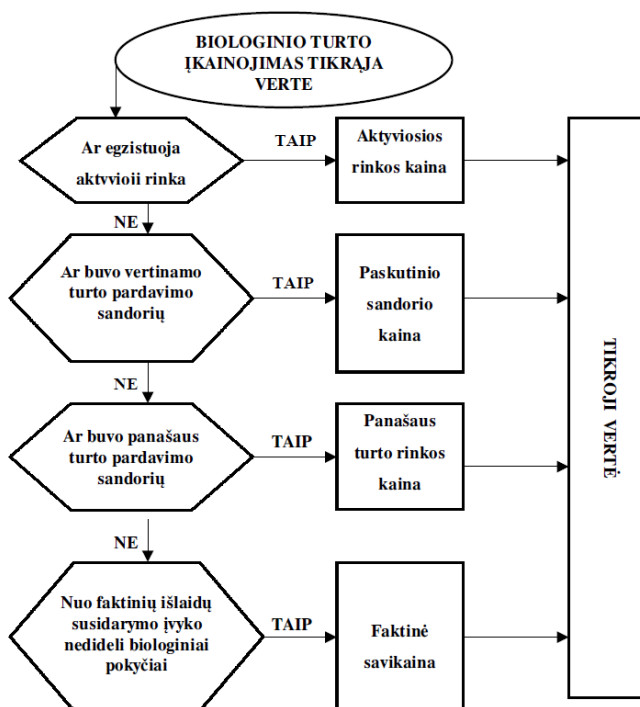 BIOLOGINIO TURTO
ĮKAINOJIMAS TIKRĄJA
VERTE
Ar egzistuoja
aktyvioji rinka
TAIP
Aktyviosios
rinkos kaina
NE
Ar buvo vertinamo
turto pardavimo
sandorių
TAIP
Paskutinio
sandorio
kaina
NE
Ar buvo panašaus
turto pardavimo
sandorių
TAIP
Panašaus
turto rinkos
kaina
NE
Nuo faktinių išlaidų
susidarymo įvyko
nedideli biologiniai
pokyčiai
TAIP
Faktinė
savikaina
TIKROJI VERTĖ